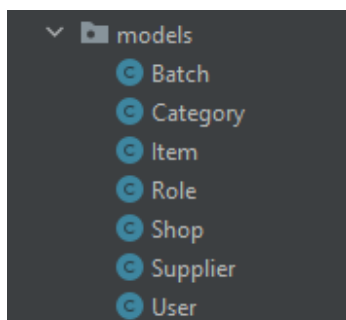 models
C Batch
C Category
C Item
C Role
C Shop
C Supplier
C User